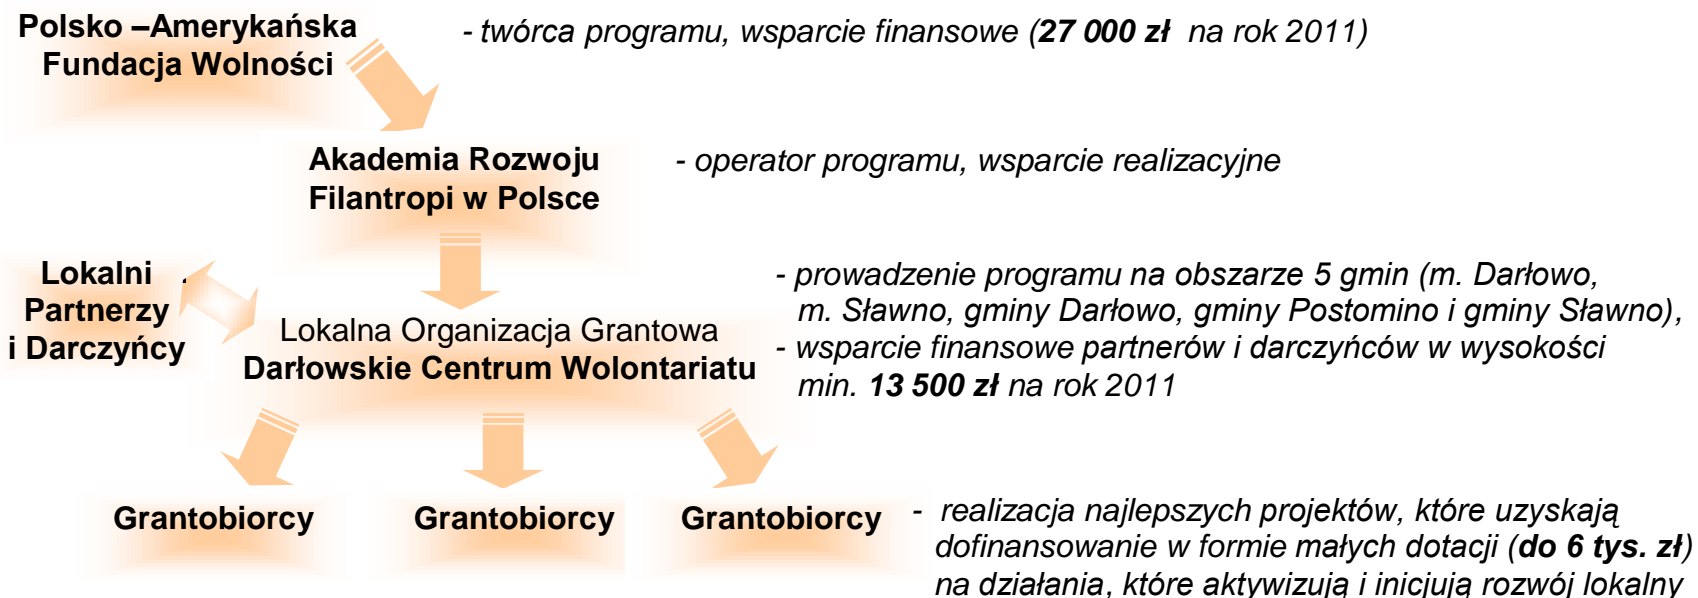 Polsko –Amerykańska
Fundacja Wolności
- twórca programu, wsparcie finansowe (27 000 zł na rok 2011)
Akademia Rozwoju
Filantropi w Polsce
- operator programu, wsparcie realizacyjne
Lokalni .
Partnerzy
i Darczyńcy
Lokalna Organizacja Grantowa
Darłowskie Centrum Wolontariatu
- prowadzenie programu na obszarze 5 gmin (m. Darłowo,
m. Sławno, gminy Darłowo, gminy Postomino i gminy Sławno),
- wsparcie finansowe partnerów i darczyńców w wysokości
min. 13 500 zł na rok 2011
Grantobiorcy
Grantobiorcy
Grantobiorcy
- realizacja najlepszych projektów, które uzyskają
dofinansowanie w formie małych dotacji (do 6 tys. zł)
na działania, które aktywizują i inicjują rozwój lokalny